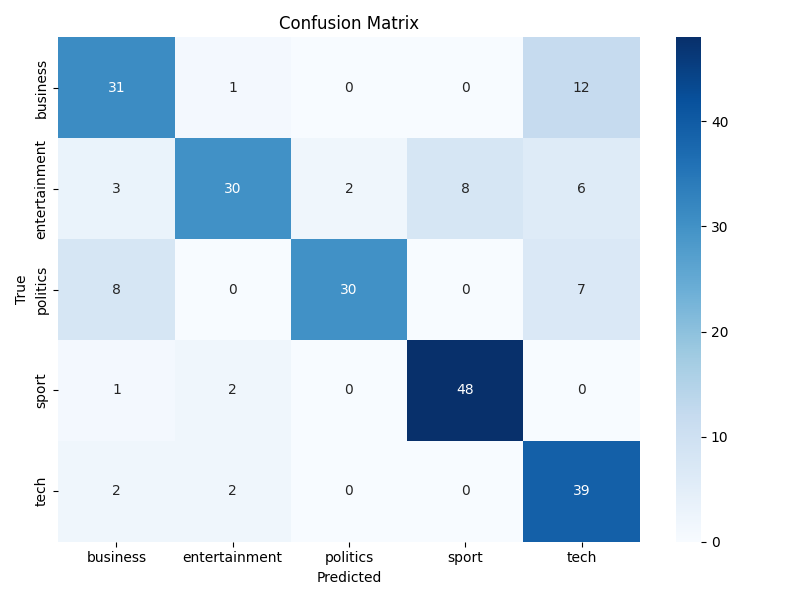 Confusion Matrix
True
business 31 1 0 0 12
entertainment 3 30 2 8 6
politics 8 0 30 0 7
sport 1 2 0 48 0
tech 2 2 0 0 39
business entertainment politics sport tech
Predicted
40
30
20
10
0